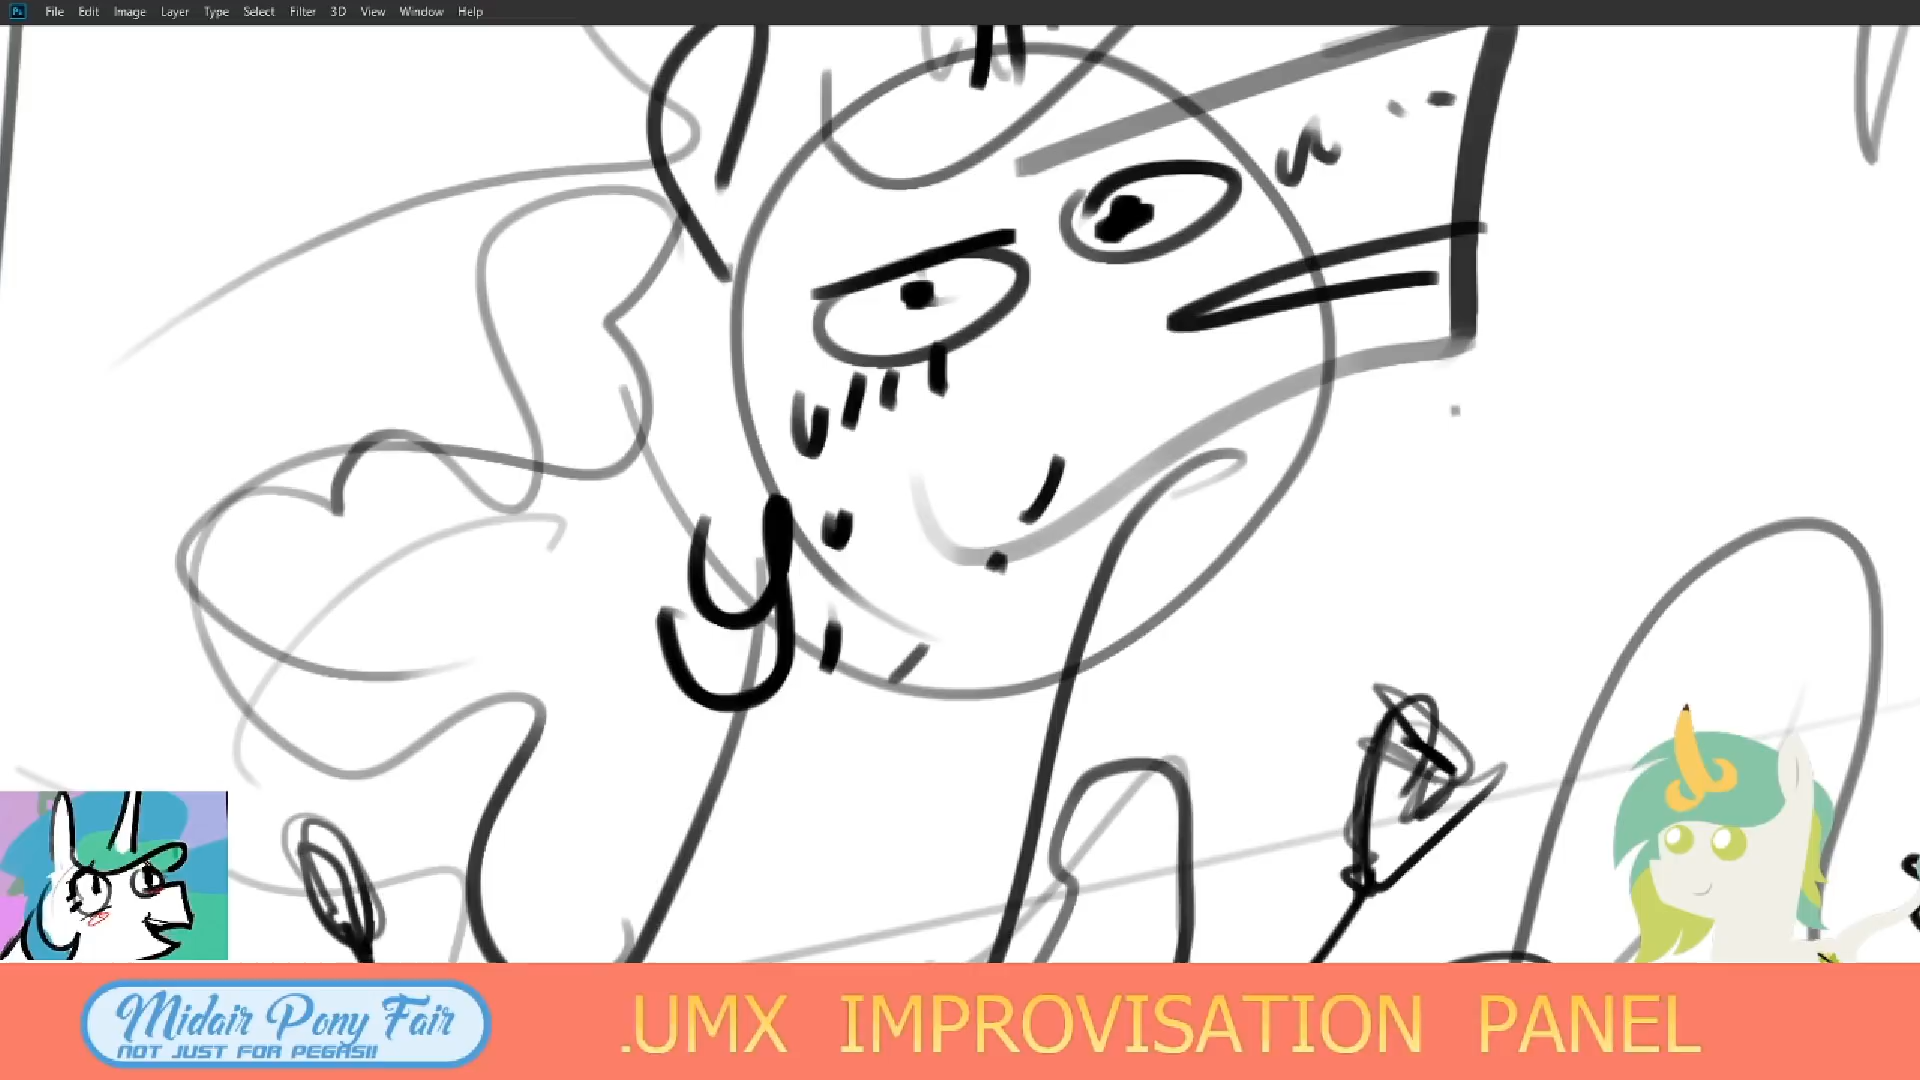 Ps File Edit Image Layer Type Select Filter 3D View Window Help
Midair Pony Fair
NOT JUST FOR PEGASI!
.UMX IMPROVISATION PANEL